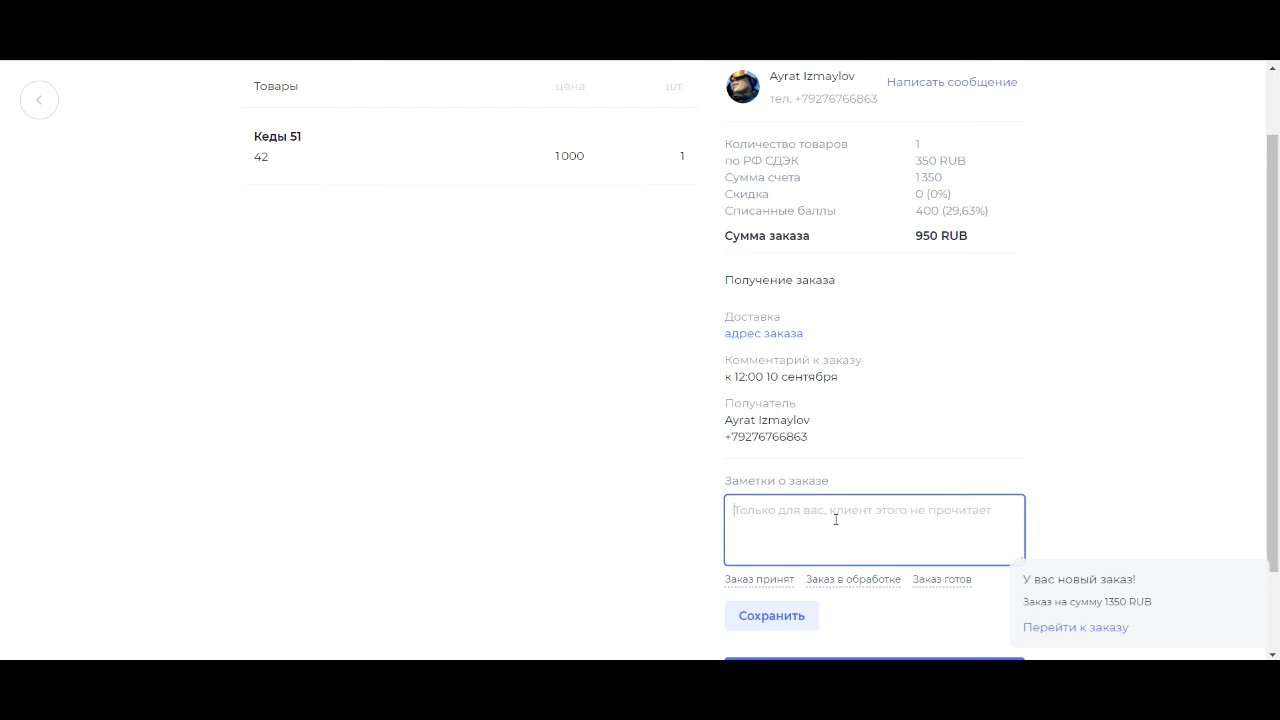 Товары цена шт.
Кеды 51
42 1000 1
Ayrat Izmaylov
тел. +79276766863
Написать сообщение
Количество товаров 1
по РФ СДЭК 350 RUB
Сумма счета 1350
Скидка 0 (0%)
Списанные баллы 400 (29,63%)
Сумма заказа 950 RUB
Получение заказа
Доставка
адрес заказа
Комментарий к заказу
к 12:00 10 сентября
Получатель
Ayrat Izmaylov
+79276766863
Заметки о заказе
Только для вас, клиент этого не прочитает
Заказ принят Заказ в обработке Заказ готов
Сохранить
У вас новый заказ!
Заказ на сумму 1350 RUB
Перейти к заказу